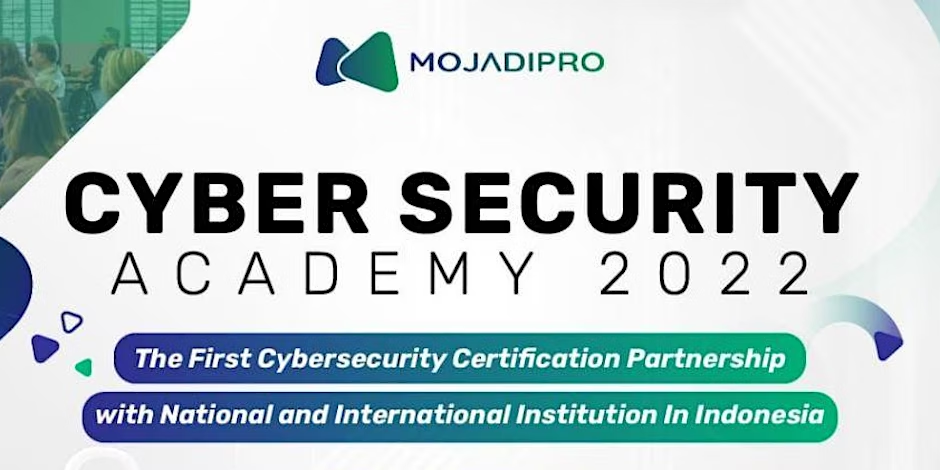 MOJADIPRO
CYBER SECURITY
ACADEMY 2022
The First Cybersecurity Certification Partnership
with National and International Institution In Indonesia